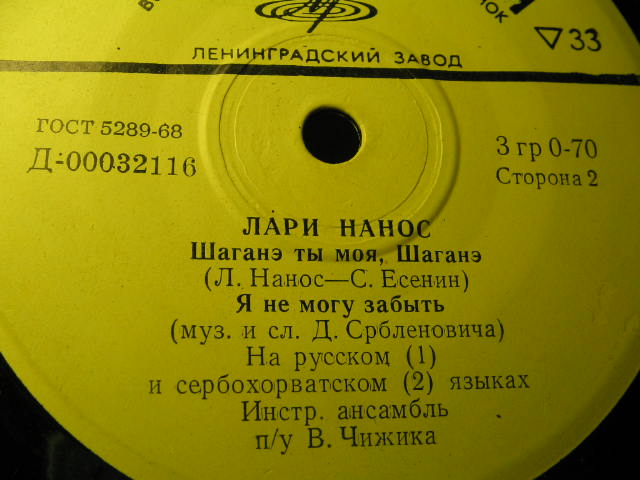 ЛЕНИНГРАДСКИЙ ЗАВОД
33
ГОСТ 5289-68
Д-00032116
3 гр 0-70
Сторона 2
ЛАРИ НАНОС
Шаганэ ты моя, Шаганэ
(Л. Нанос—С. Есенин)
Я не могу забыть
(муз. и сл. Д. Србленовича)
На русском (1)
и сербохорватском (2) языках
Инстр. ансамбль
п/у В. Чижика